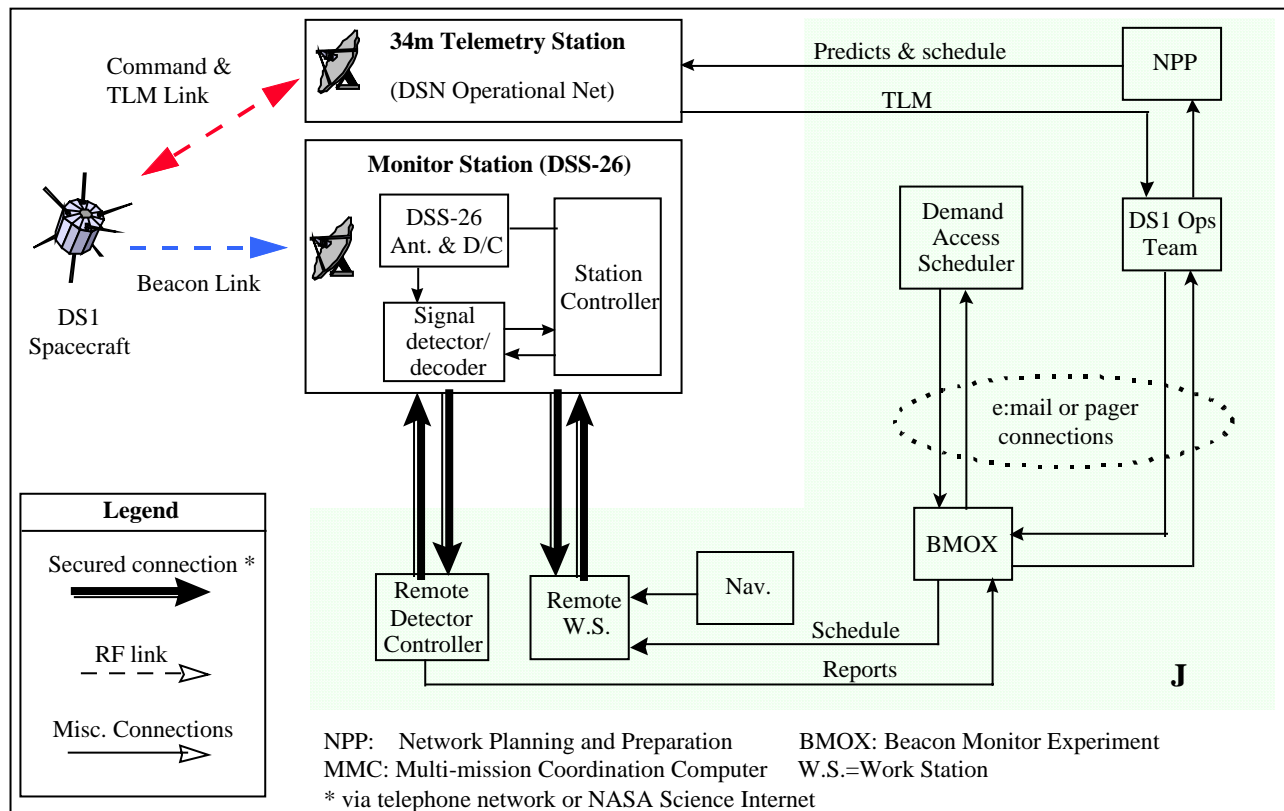 Command &
TLM Link
34m Telemetry Station
(DSN Operational Net)
Predicts & schedule
NPP
TLM
Monitor Station (DSS-26)
DSS-26
Ant. & D/C
Station
Controller
Signal
detector/
decoder
Demand
Access
Scheduler
DS1 Ops
Team
Beacon Link
DS1
Spacecraft
e:mail or pager
connections
Legend
Secured connection *
RF link
Misc. Connections
Remote
Detector
Controller
Remote
W.S.
Nav.
BMOX
Schedule
Reports
J
NPP: Network Planning and Preparation
BMOX: Beacon Monitor Experiment
MMC: Multi-mission Coordination Computer
W.S.=Work Station
* via telephone network or NASA Science Internet